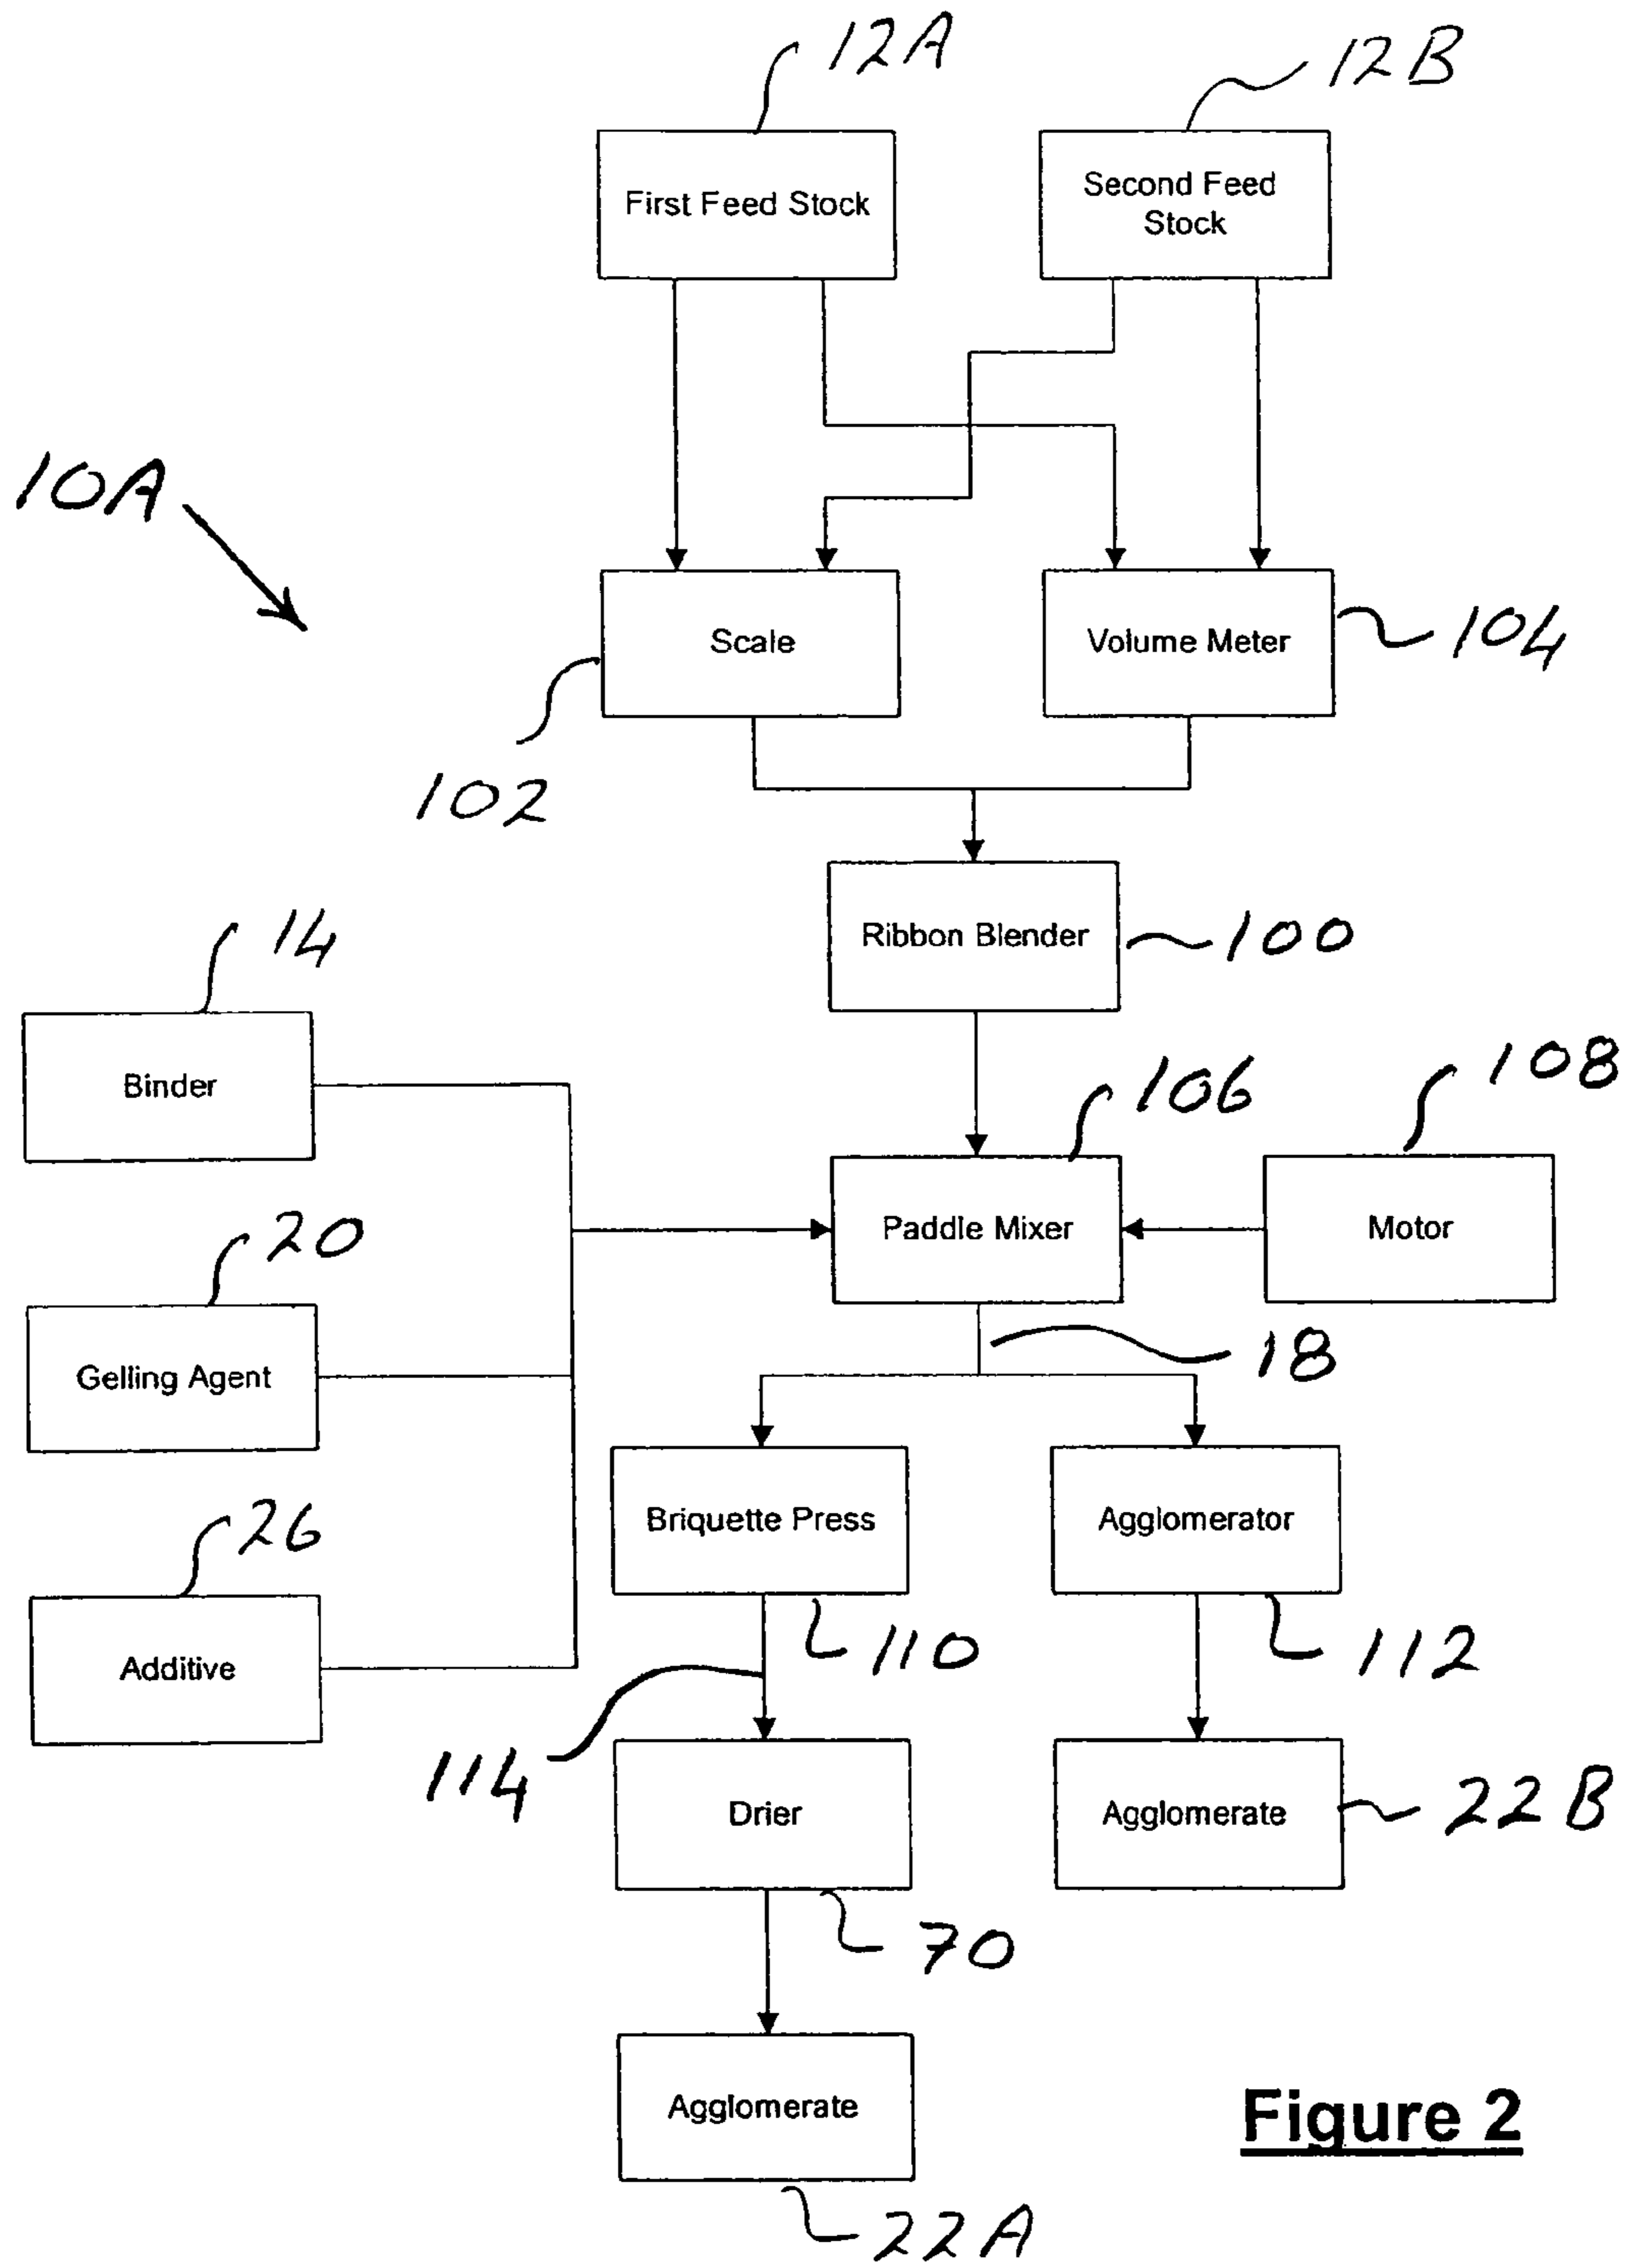 12A
12B
First Feed Stock
Second Feed
Stock
10A
Scale
Volume Meter
104
102
Ribbon Blender
100
14
Binder
108
106
Paddle Mixer
Motor
20
Gelling Agent
18
Briquette Press
Agglomerator
26
Additive
110
112
114
Drier
Agglomerate
22B
70
Agglomerate
22A
Figure 2